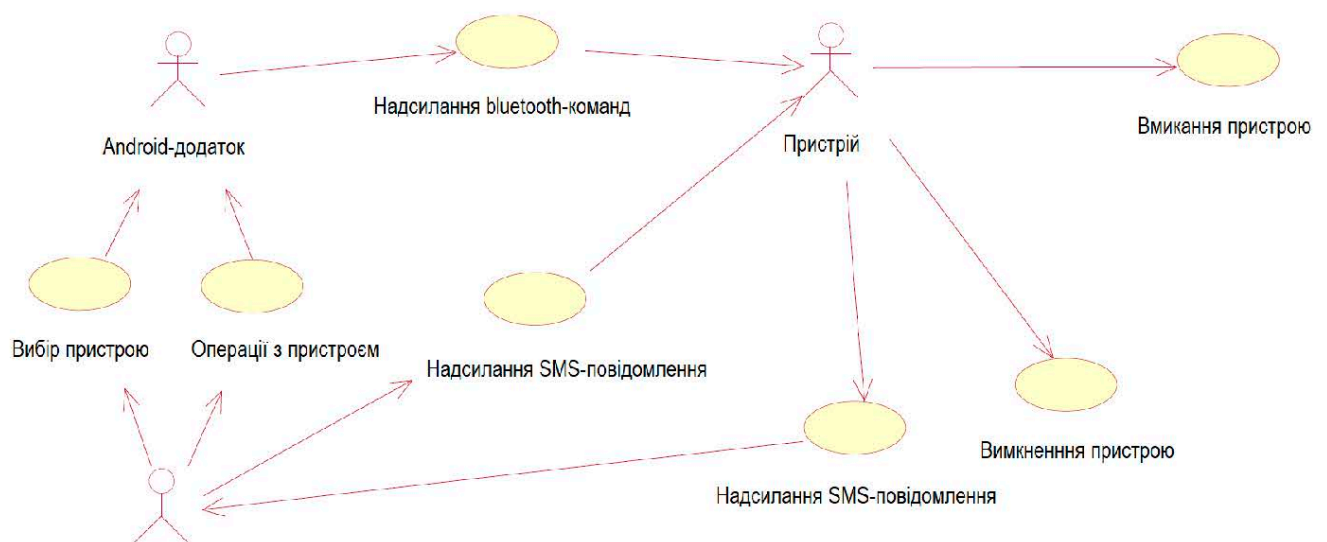 Надсилання bluetooth-команд
Вмикання пристрою
Android-додаток
Пристрій
Вибір пристрою
Операції з пристроєм
Надсилання SMS-повідомлення
Вимкненння пристрою
Надсилання SMS-повідомлення